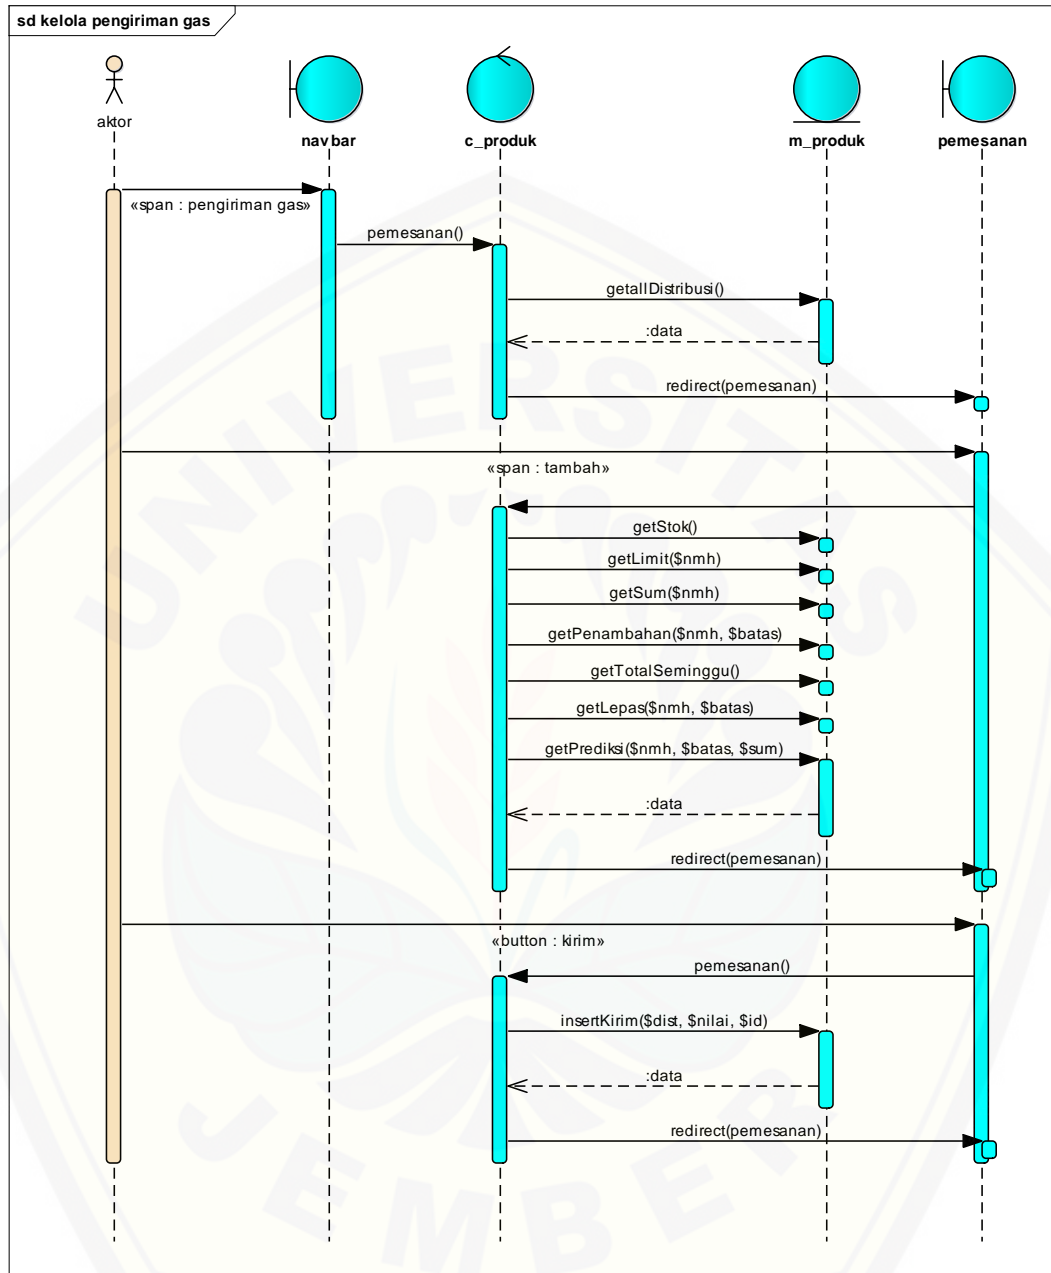 sd kelola pengiriman gas
aktor
navbar
c_produk
m_produk
pemesanan
«span : pengiriman gas»
pemesanan()
getallDistribusi()
:data
redirect(pemesanan)
«span : tambah»
getStok()
getLimit($nmh)
getSum($nmh)
getPenambahan($nmh, $batas)
getTotalSeminggu()
getLepas($nmh, $batas)
getPrediksi($nmh, $batas, $sum)
:data
redirect(pemesanan)
«button : kirim»
pemesanan()
insertKirim($dist, $nilai, $id)
:data
redirect(pemesanan)
UNIVERSITAS
JEMBER